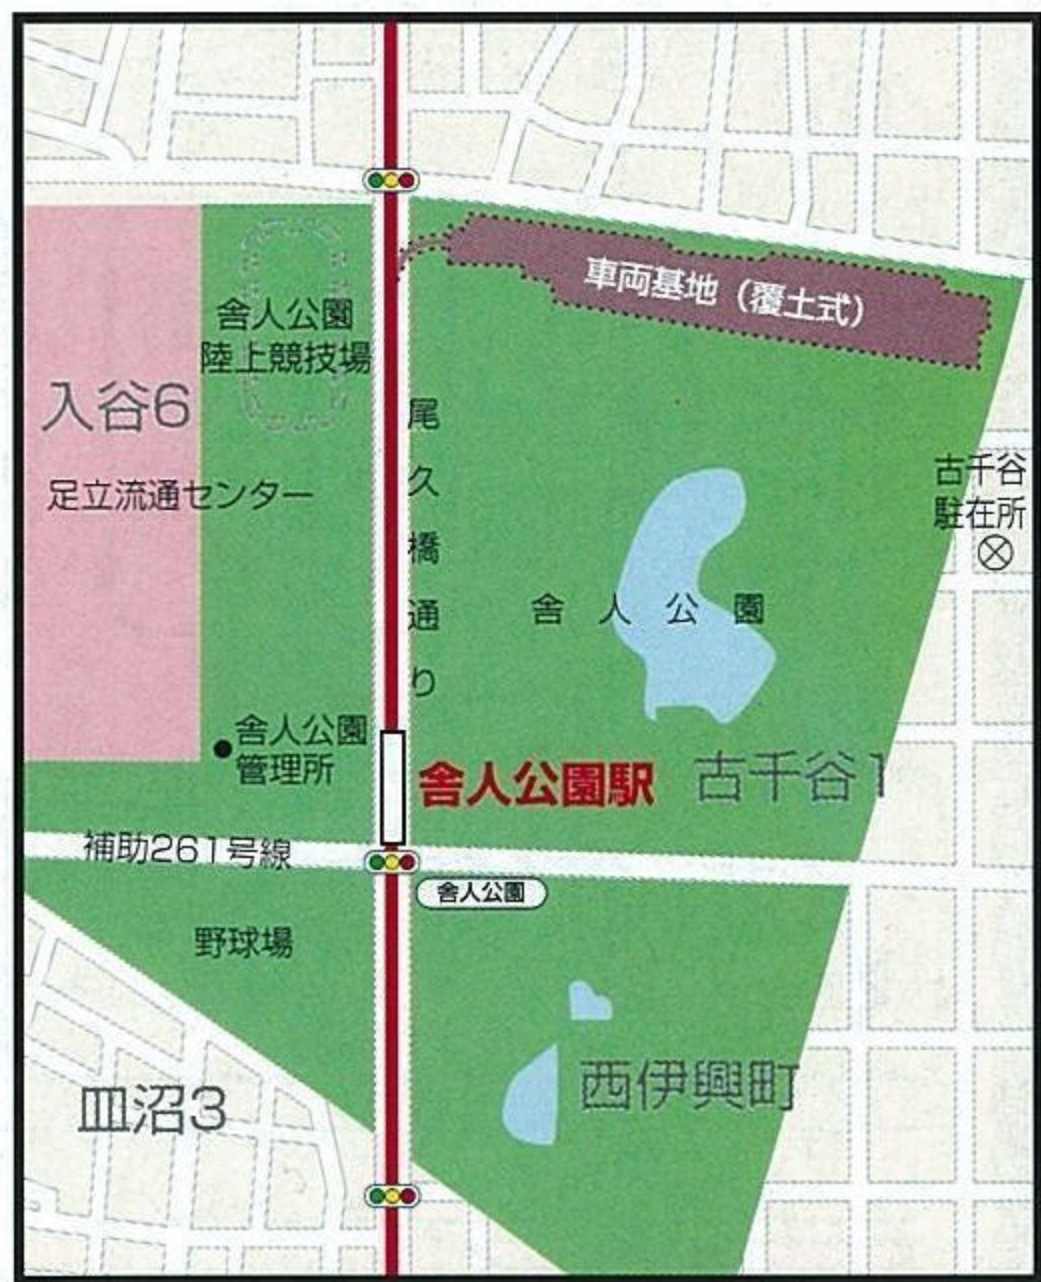 車両基地（覆土式）
舎人公園
陸上競技場
入谷6
尾久橋通り
古千谷
駐在所
足立流通センター
舎人公園
舎人公園
管理所
舎人公園駅
古千谷1
補助261号線
舎人公園
野球場
西伊興町
皿沼3